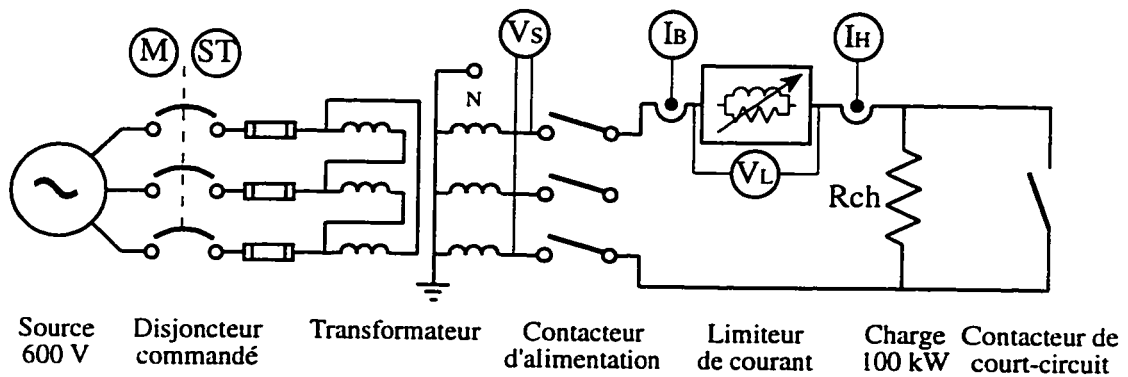 M ST
VS
IB
IH
N
VL
Rch
Source
600 V
Disjoncteur
commandé
Transformateur
Contacteur
d'alimentation
Limiteur
de courant
Charge
100 kW
Contacteur de
court-circuit